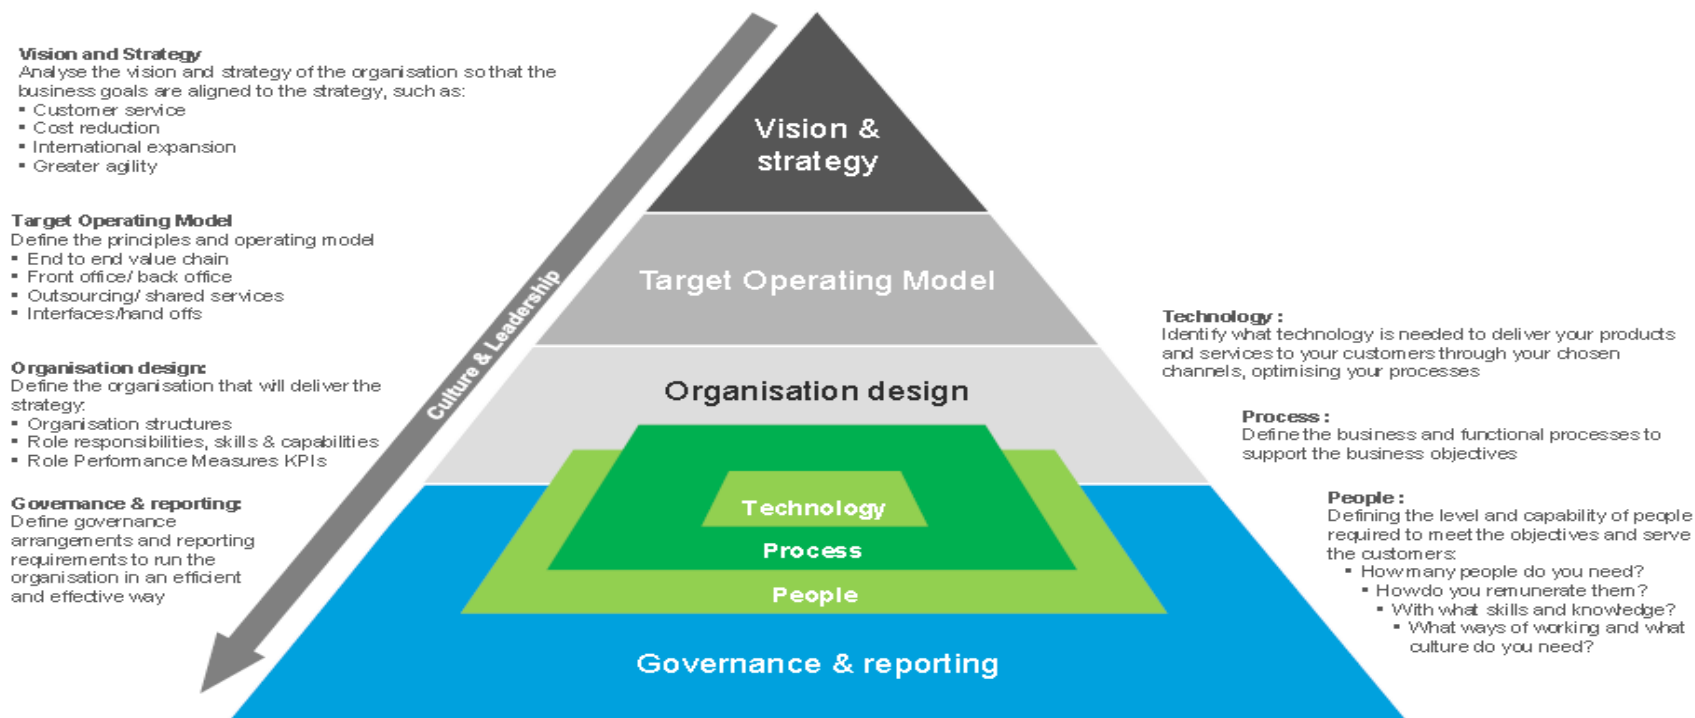 Vision and Strategy
Analyse the vision and strategy of the organisation so that the
business goals are aligned to the strategy, such as:
▪ Customer service
▪ Cost reduction
▪ International expansion
▪ Greater agility
Target Operating Model
Define the principles and operating model
▪ End to end value chain
▪ Front office/ back office
▪ Outsourcing/ shared services
▪ Interfaces/hand offs
Organisation design:
Define the organisation that will deliver the
strategy:
▪ Organisation structures
▪ Role responsibilities, skills & capabilities
▪ Role Performance Measures KPIs
Governance & reporting:
Define governance
arrangements and reporting
requirements to run the
organisation in an efficient
and effective way
Culture & Leadership
Vision &
strategy
Target Operating Model
Organisation design
Technology
Process
People
Governance & reporting
Technology :
Identify what technology is needed to deliver your products
and services to your customers through your chosen
channels, optimising your processes
Process :
Define the business and functional processes to
support the business objectives
People :
Defining the level and capability of people
required to meet the objectives and serve
the customers:
▪ How many people do you need?
▪ How do you remunerate them?
▪ With what skills and knowledge?
▪ What ways of working and what
culture do you need?